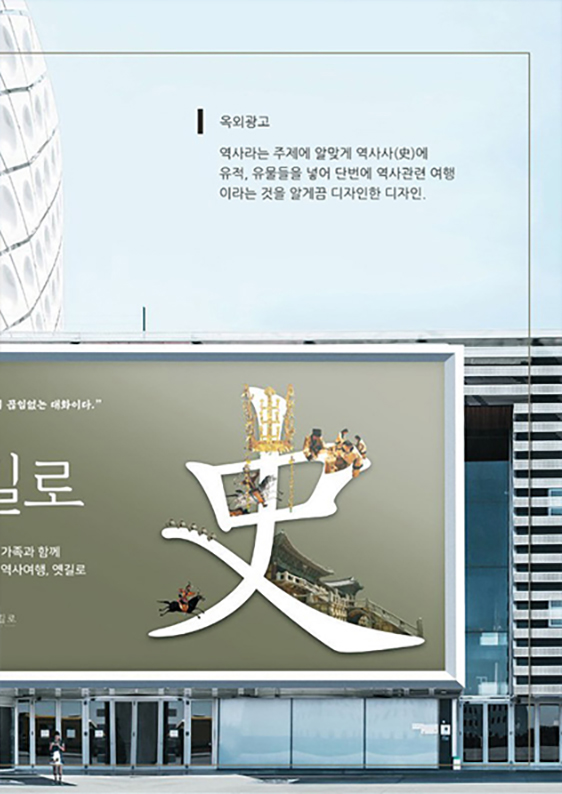 옥외광고
역사라는 주제에 알맞게 역사사(史)에
유적, 유물들을 넣어 단번에 역사관련 여행
이라는 것을 알게끔 디자인한 디자인.
끊임없는 대화이다.”
길로
가족과 함께
역사여행, 옛길로
길로
史